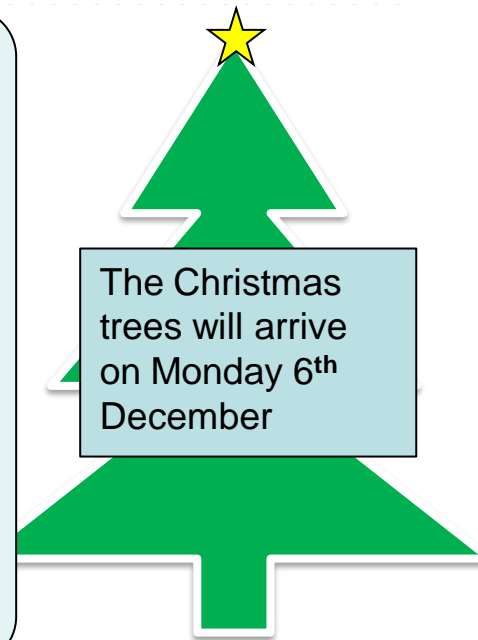 The Christmas
trees will arrive
on Monday 6th
December